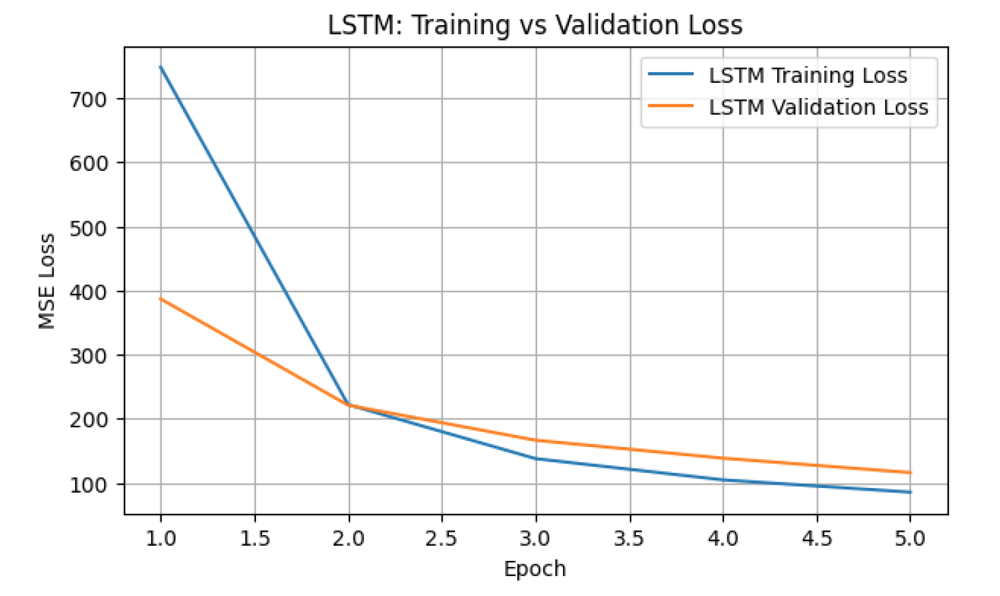 LSTM: Training vs Validation Loss
LSTM Training Loss
LSTM Validation Loss
700
600
500
400
300
200
100
MSE Loss
1.0 1.5 2.0 2.5 3.0 3.5 4.0 4.5 5.0
Epoch